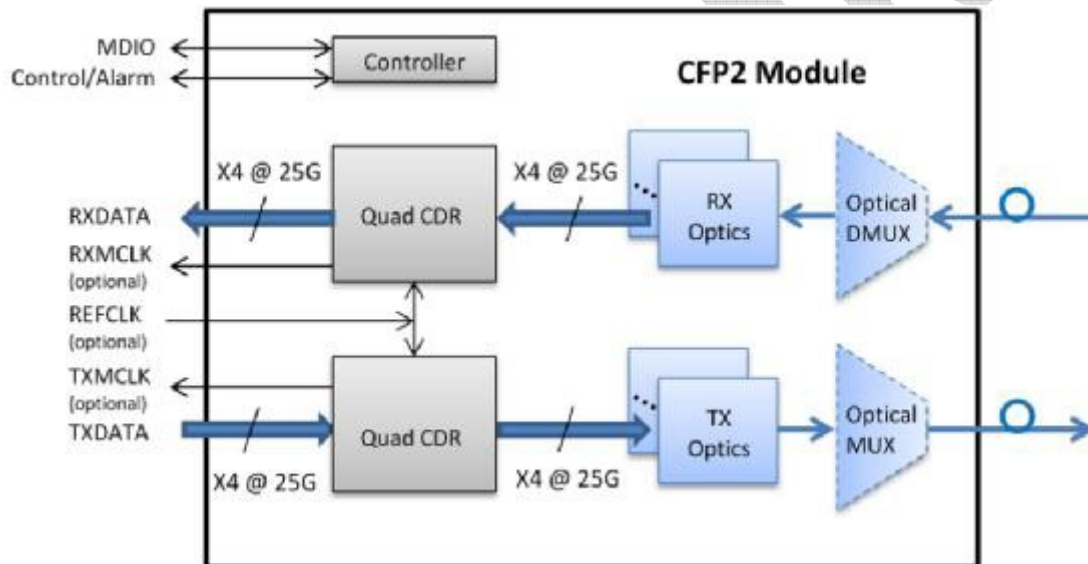 MDIO
Control/Alarm
Controller
CFP2 Module
X4 @ 25G
X4 @ 25G
RXDATA
Quad CDR
RX
Optics
Optical
DMUX
RXMCLK
(optional)
REFCLK
(optional)
TXMCLK
(optional)
TXDATA
Quad CDR
TX
Optics
Optical
MUX
X4 @ 25G
X4 @ 25G